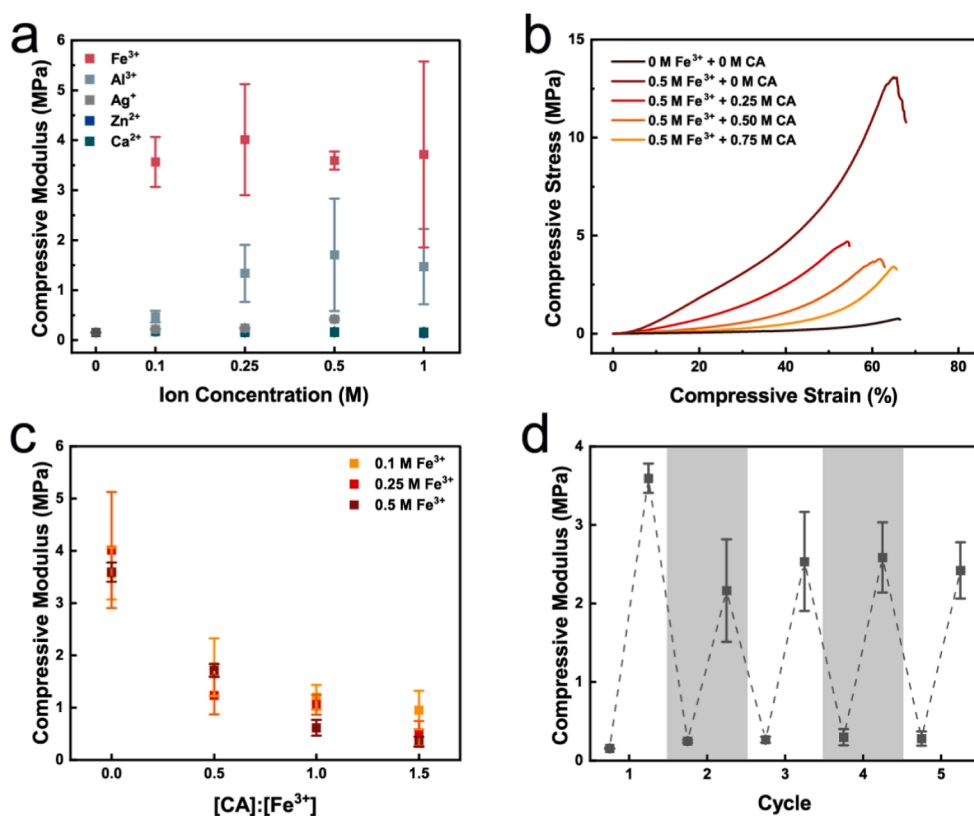 a
Compressive Modulus (MPa)
6
5
4
3
2
1
0
Fe³⁺
Al³⁺
Ag⁺
Zn²⁺
Ca²⁺
0 0.1 0.25 0.5 1
Ion Concentration (M)
b
Compressive Stress (MPa)
15
10
5
0
0 M Fe³⁺ + 0 M CA
0.5 M Fe³⁺ + 0 M CA
0.5 M Fe³⁺ + 0.25 M CA
0.5 M Fe³⁺ + 0.50 M CA
0.5 M Fe³⁺ + 0.75 M CA
0 20 40 60 80
Compressive Strain (%)
c
Compressive Modulus (MPa)
6
5
4
3
2
1
0
0.1 M Fe³⁺
0.25 M Fe³⁺
0.5 M Fe³⁺
0.0 0.5 1.0 1.5
[CA]:[Fe³⁺]
d
Compressive Modulus (MPa)
4
3
2
1
0
1 2 3 4 5
Cycle